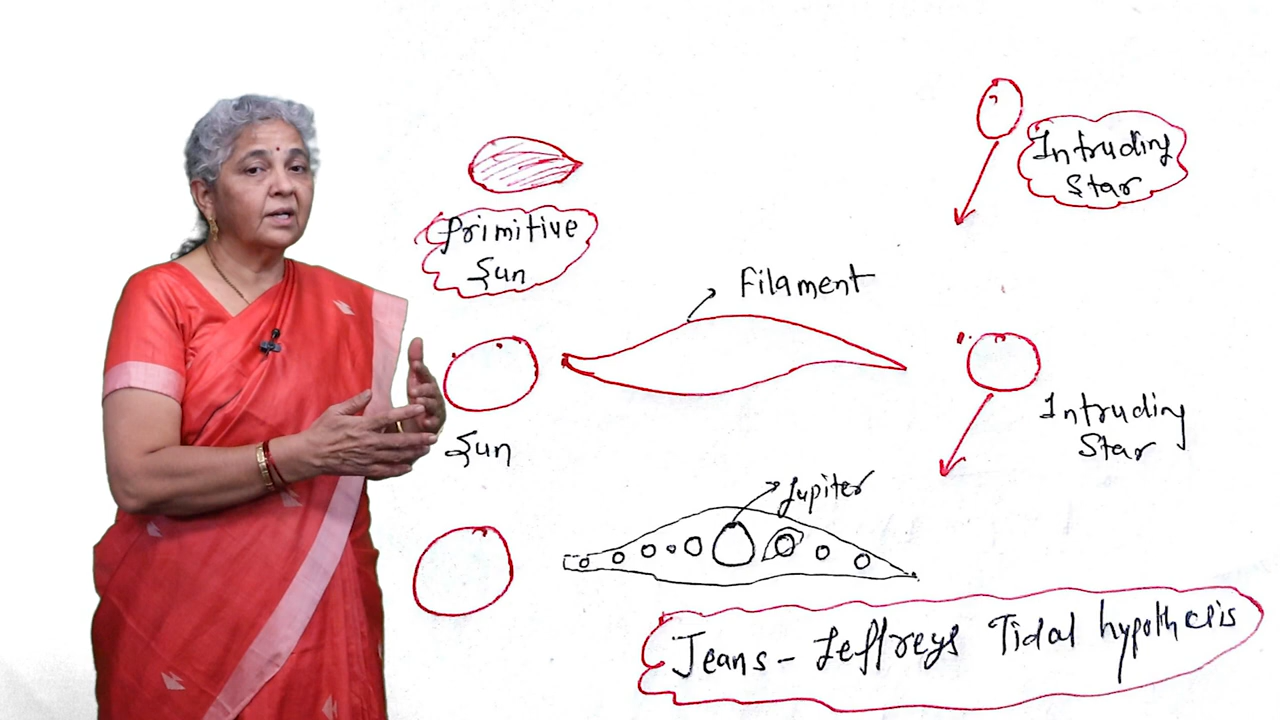 Intruding
Star
Primitive
Sun
Filament
Intruding
Star
Sun
Jupiter
Jeans - Jeffreys Tidal hypothesis